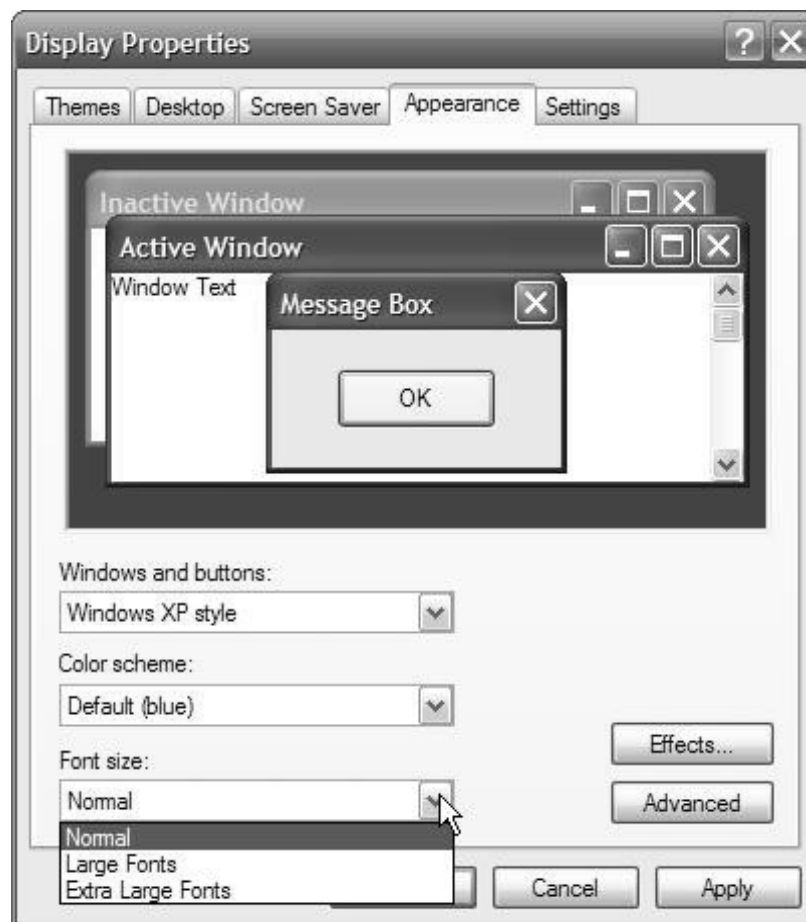 Display Properties
Themes Desktop Screen Saver Appearance Settings
Inactive Window
Active Window
Window Text
Message Box
OK
Windows and buttons:
Windows XP style
Color scheme:
Default (blue)
Effects...
Font size:
Normal
Advanced
Normal
Large Fonts
Extra Large Fonts
Cancel Apply